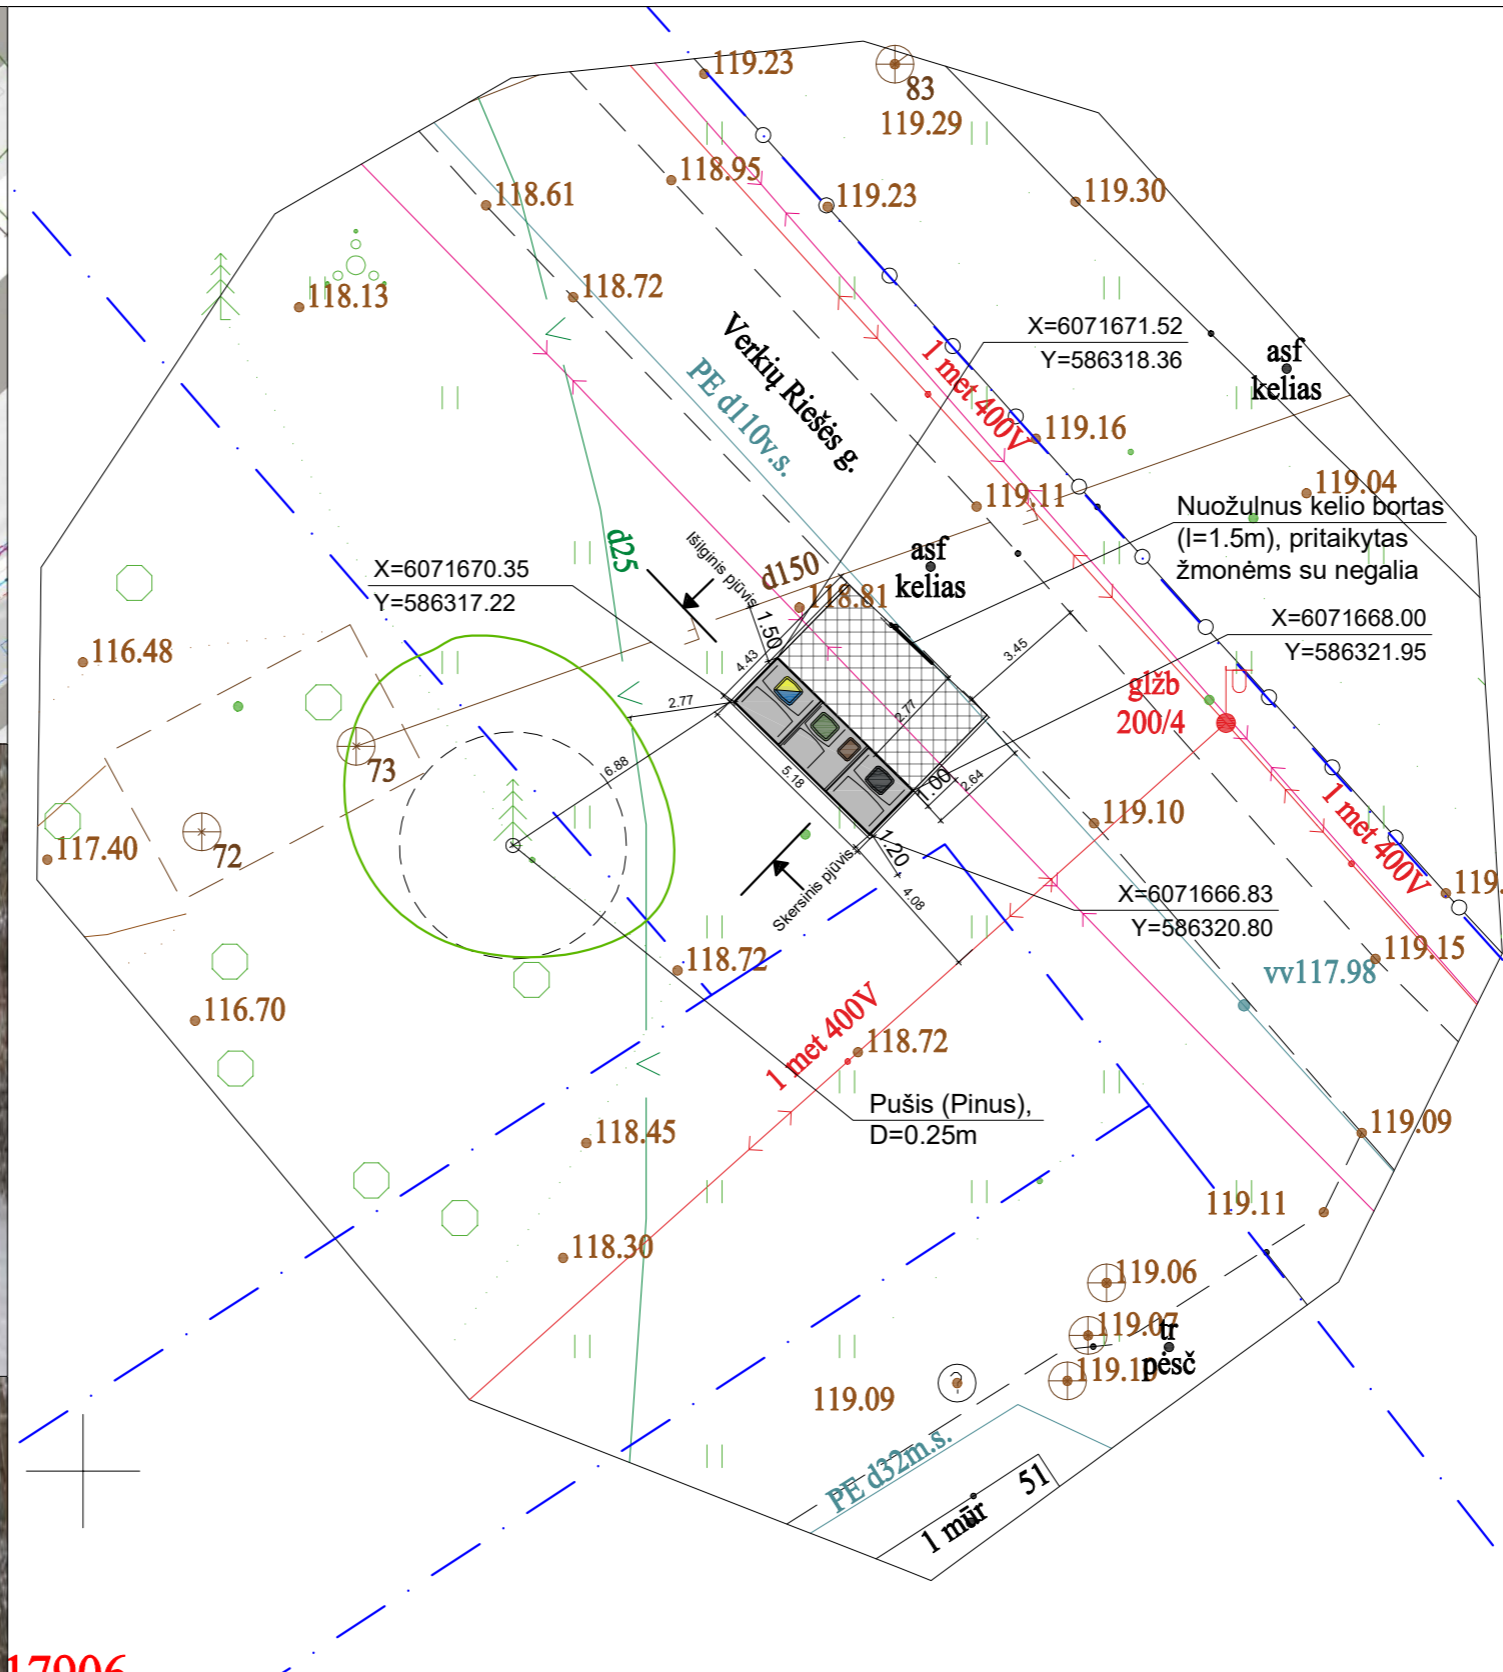 119.23
83
119.29
118.95
118.61
119.23
119.30
118.72
118.13
X=6071671.52
Y=586318.36
asf
kelias
Verkių Riešės g.
PE d110v.s.
1 met 400V
119.16
119.04
119.11
Nuožulnus kelio bortas
(l=1.5m), pritaikytas
žmonėms su negalia
d25
Išilginis pjūvis
d150
asf
kelias
X=6071670.35
Y=586317.22
118.81
1.50
X=6071668.00
Y=586321.95
116.48
4.43
3.45
2.77
2.77
glžb
200/4
73
6.88
5.18
1.00
2.64
119.10
1 met 400V
72
117.40
1.20
4.08
Skersinis pjūvis
X=6071666.83
Y=586320.80
119.
119.15
118.72
vv117.98
116.70
1 met 400V
118.72
Pušis (Pinus),
D=0.25m
118.45
119.09
119.11
118.30
119.06
119.07
tr
pėsč
119.09
PE d32m.s.
51
1 mūr
17906